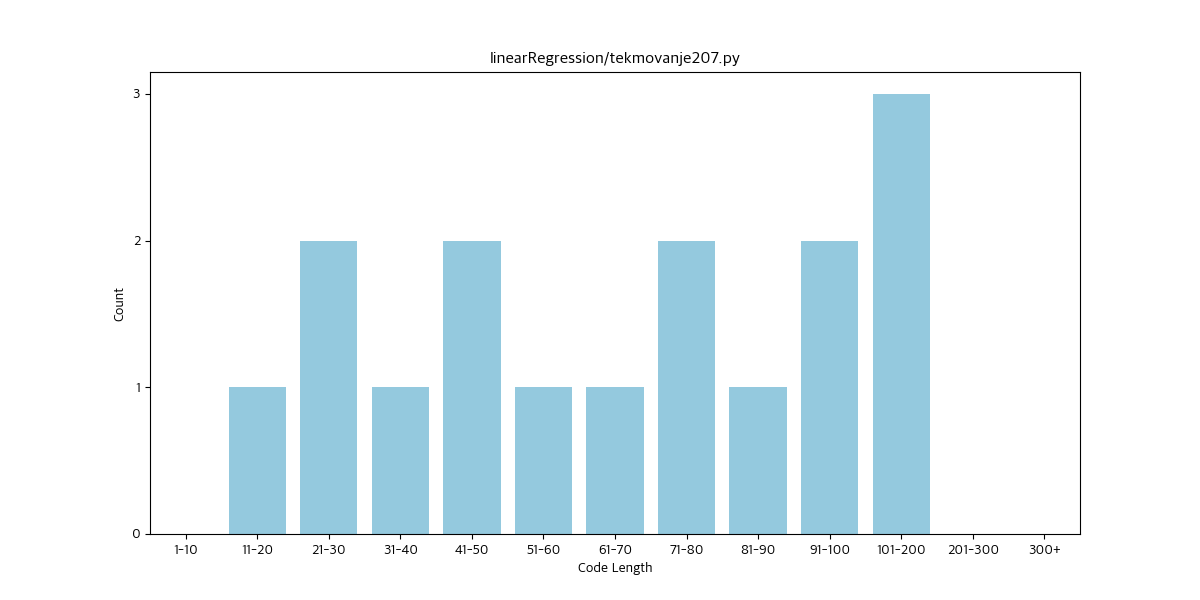 linearRegression/tekmovanje207.py
3
2
1
0
Count
1-10 11-20 21-30 31-40 41-50 51-60 61-70 71-80 81-90 91-100 101-200 201-300 300+
Code Length